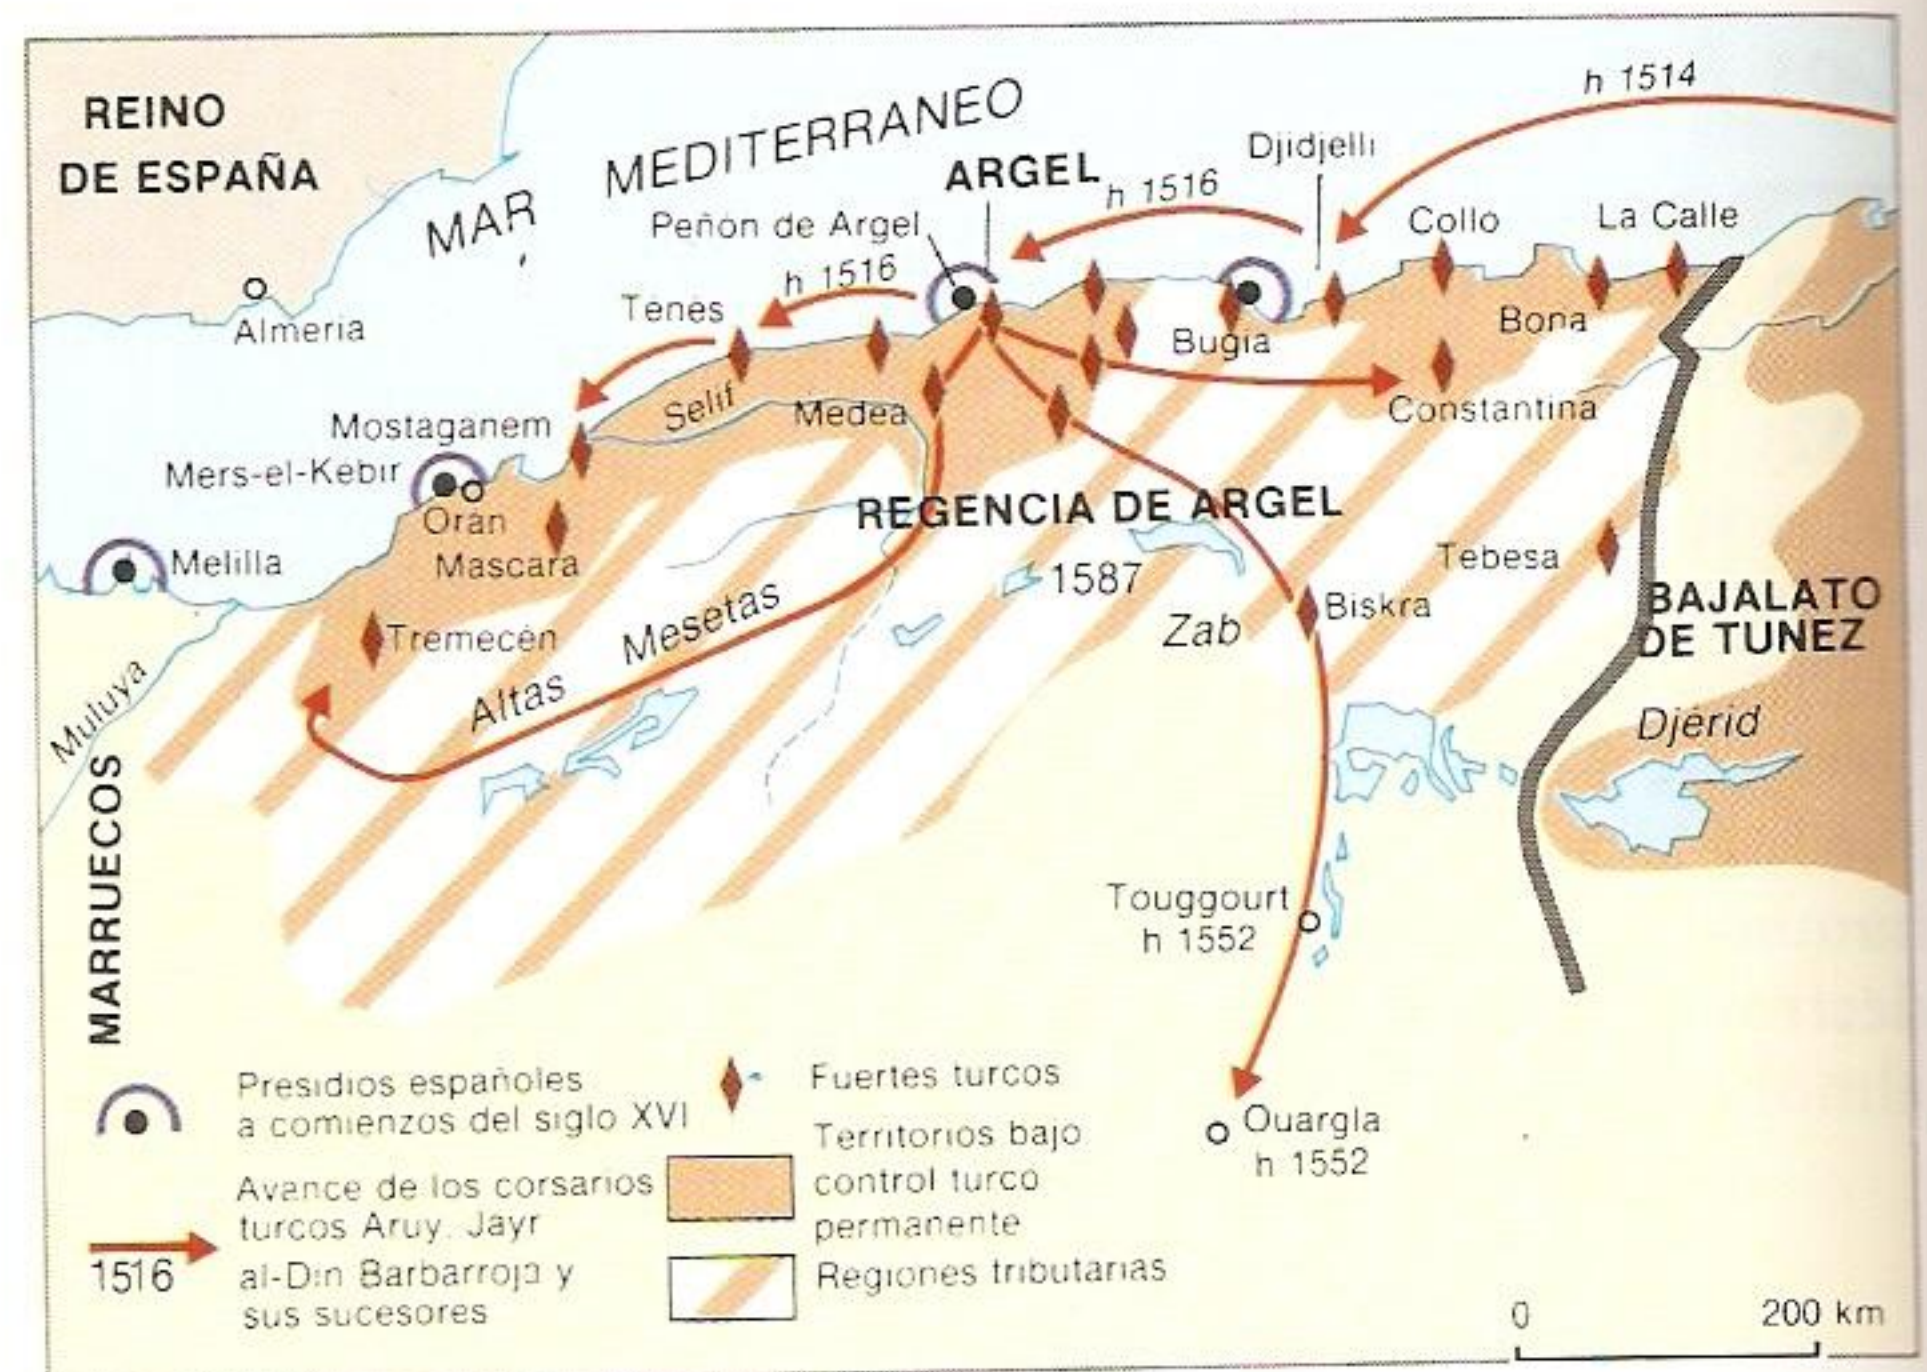 REINO
DE ESPAÑA
MAR
MEDITERRANEO
h 1514
Djidjelli
ARGEL
h 1516
Peñon de Argel
Collo
La Calle
h 1516
Tenes
Almeria
Bugia
Bona
Selif
Medea
Constantina
Mostaganem
Mers-el-Kebir
Oran
Mascara
Melilla
REGENCIA DE ARGEL
1587
Tebesa
BAJALATO
DE TUNEZ
Biskra
Zab
Tremecén
Altas Mesetas
Muluya
Djérid
MARRUECOS
Touggourt
h 1552
Ouargla
h 1552
Presidios españoles
a comienzos del siglo XVI
Avance de los corsarios
turcos Aruy. Jayr
al-Din Barbarroja y
sus sucesores
1516
Fuertes turcos
Territorios bajo
control turco
permanente
Regiones tributarias
0 200 km